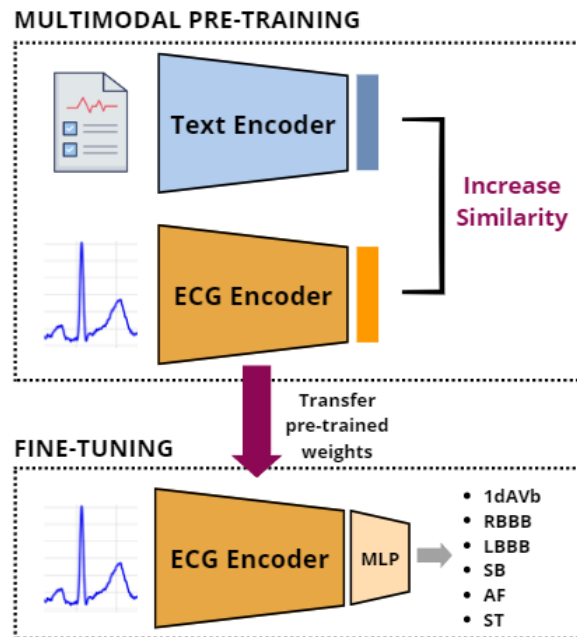 MULTIMODAL PRE-TRAINING
Text Encoder
Increase
Similarity
ECG Encoder
Transfer
pre-trained
weights
FINE-TUNING
ECG Encoder
MLP
• 1dAVb
• RBBB
• LBBB
• SB
• AF
• ST